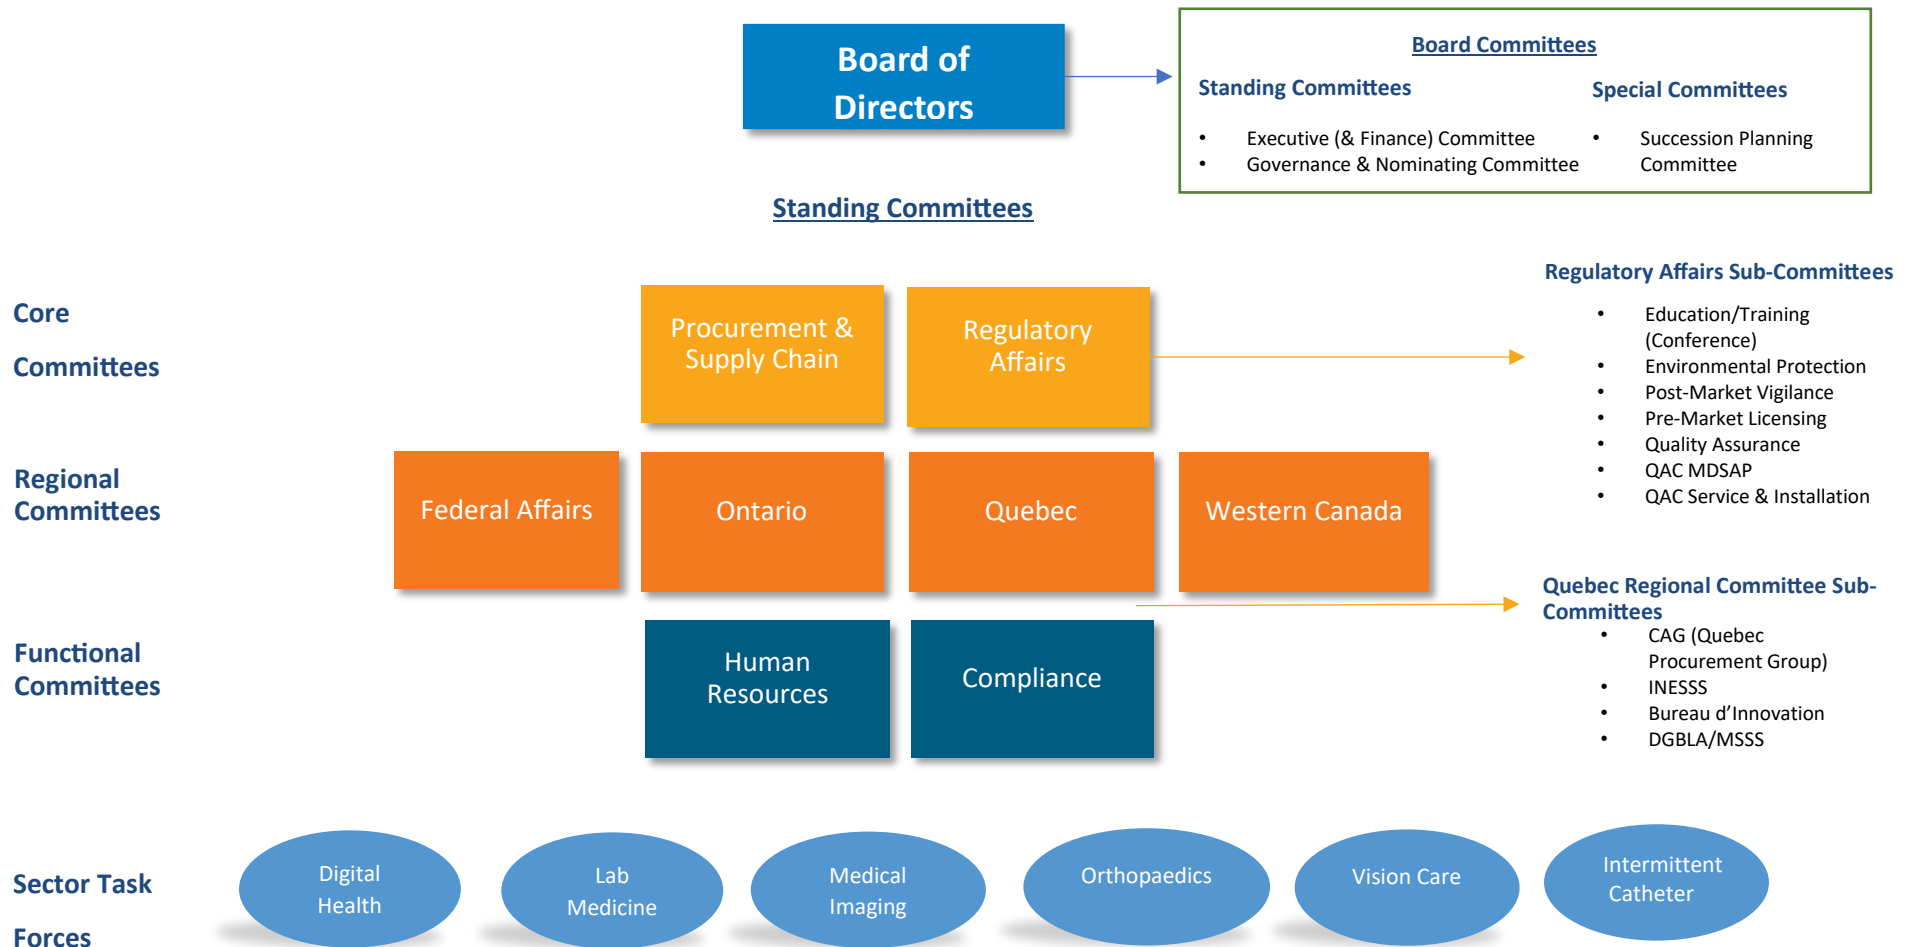 Board of
Directors
Board Committees
Standing Committees
Special Committees
• Executive (& Finance) Committee
• Governance & Nominating Committee
• Succession Planning
Committee
Standing Committees
Core
Committees
Procurement &
Supply Chain
Regulatory
Affairs
Regulatory Affairs Sub-Committees
• Education/Training
(Conference)
• Environmental Protection
• Post-Market Vigilance
• Pre-Market Licensing
• Quality Assurance
• QAC MDSAP
• QAC Service & Installation
Regional
Committees
Federal Affairs
Ontario
Quebec
Western Canada
Quebec Regional Committee Sub-
Committees
• CAG (Quebec
Procurement Group)
• INESSS
• Bureau d’Innovation
• DGBLA/MSSS
Functional
Committees
Human
Resources
Compliance
Sector Task
Forces
Digital
Health
Lab
Medicine
Medical
Imaging
Orthopaedics
Vision Care
Intermittent
Catheter